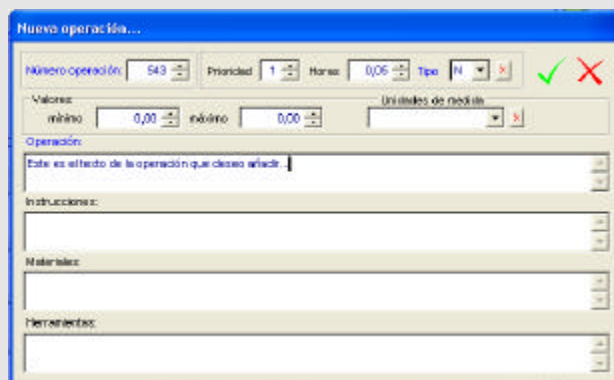 Nueva operación...
Número operación: 543 Prioridad 1 Horas 0,05 Tipo N
Valores Unidades de medida
mínimo 0,00 máximo 0,00
Operación:
Este es el texto de la operación que deseo añadir...
Instrucciones:
Materiales:
Herramientas: